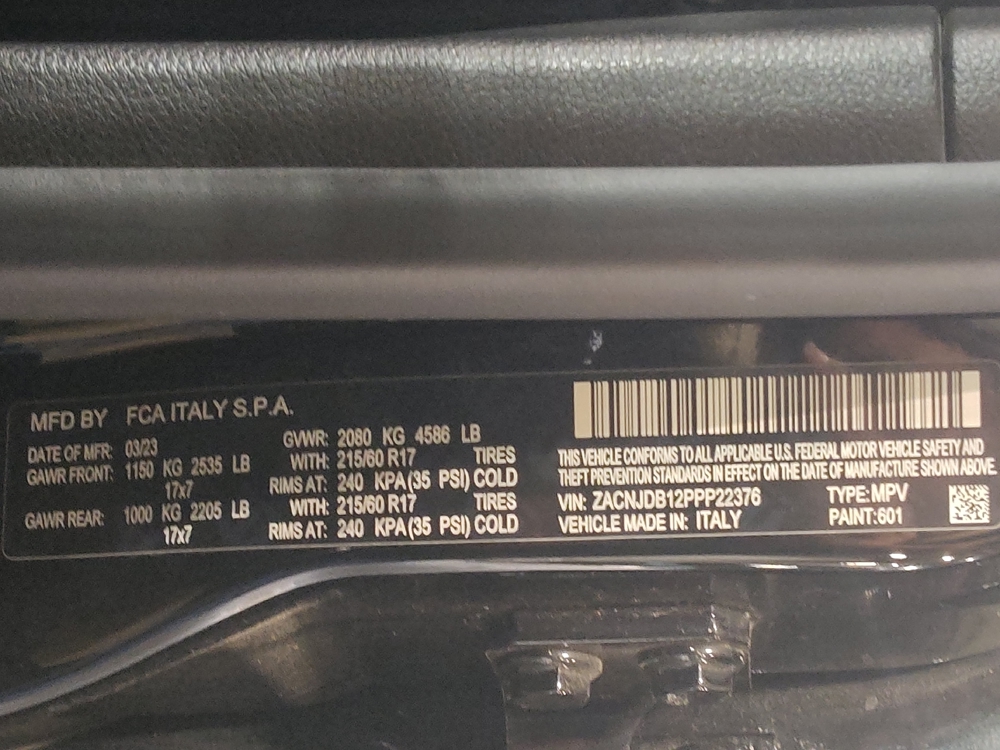 MFD BY FCA ITALY S.P.A.
DATE OF MFR: 03/23
GVWR: 2080 KG 4586 LB
GAWR FRONT: 1150 KG 2535 LB
WITH: 215/60 R17 TIRES
17x7
RIMS AT: 240 KPA(35 PSI) COLD
GAWR REAR: 1000 KG 2205 LB
WITH: 215/60 R17 TIRES
17x7
RIMS AT: 240 KPA(35 PSI) COLD
THIS VEHICLE CONFORMS TO ALL APPLICABLE U.S. FEDERAL MOTOR VEHICLE SAFETY AND
THEFT PREVENTION STANDARDS IN EFFECT ON THE DATE OF MANUFACTURE SHOWN ABOVE.
VIN: ZACNJDB12PPP22376 TYPE:MPV
VEHICLE MADE IN: ITALY PAINT:601